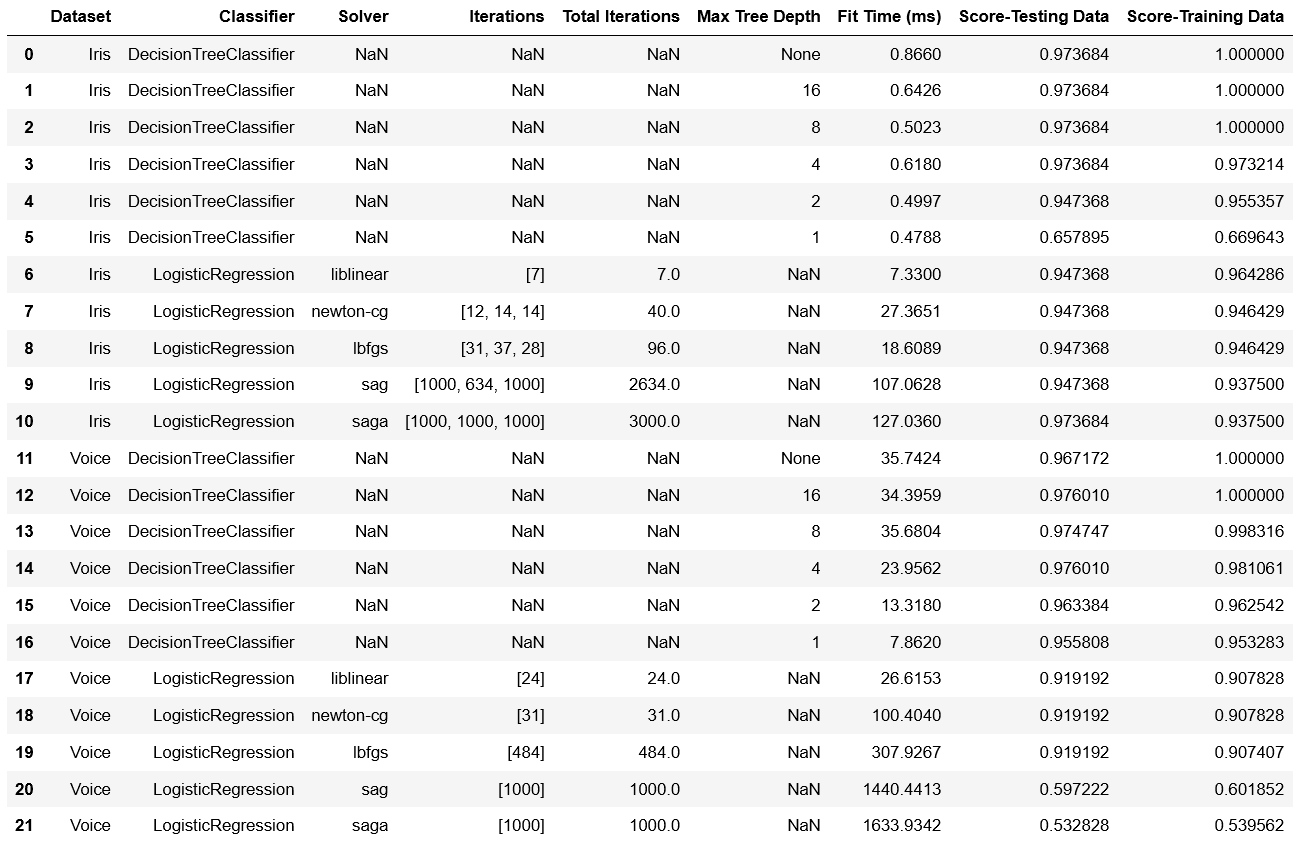 Dataset Classifier Solver Iterations Total Iterations Max Tree Depth Fit Time (ms) Score-Testing Data Score-Training Data
0 Iris DecisionTreeClassifier NaN NaN NaN None 0.8660 0.973684 1.000000
1 Iris DecisionTreeClassifier NaN NaN NaN 16 0.6426 0.973684 1.000000
2 Iris DecisionTreeClassifier NaN NaN NaN 8 0.5023 0.973684 1.000000
3 Iris DecisionTreeClassifier NaN NaN NaN 4 0.6180 0.973684 0.973214
4 Iris DecisionTreeClassifier NaN NaN NaN 2 0.4997 0.947368 0.955357
5 Iris DecisionTreeClassifier NaN NaN NaN 1 0.4788 0.657895 0.669643
6 Iris LogisticRegression liblinear [7] 7.0 NaN 7.3300 0.947368 0.964286
7 Iris LogisticRegression newton-cg [12, 14, 14] 40.0 NaN 27.3651 0.947368 0.946429
8 Iris LogisticRegression lbfgs [31, 37, 28] 96.0 NaN 18.6089 0.947368 0.946429
9 Iris LogisticRegression sag [1000, 634, 1000] 2634.0 NaN 107.0628 0.947368 0.937500
10 Iris LogisticRegression saga [1000, 1000, 1000] 3000.0 NaN 127.0360 0.973684 0.937500
11 Voice DecisionTreeClassifier NaN NaN NaN None 35.7424 0.967172 1.000000
12 Voice DecisionTreeClassifier NaN NaN NaN 16 34.3959 0.976010 1.000000
13 Voice DecisionTreeClassifier NaN NaN NaN 8 35.6804 0.974747 0.998316
14 Voice DecisionTreeClassifier NaN NaN NaN 4 23.9562 0.976010 0.981061
15 Voice DecisionTreeClassifier NaN NaN NaN 2 13.3180 0.963384 0.962542
16 Voice DecisionTreeClassifier NaN NaN NaN 1 7.8620 0.955808 0.953283
17 Voice LogisticRegression liblinear [24] 24.0 NaN 26.6153 0.919192 0.907828
18 Voice LogisticRegression newton-cg [31] 31.0 NaN 100.4040 0.919192 0.907828
19 Voice LogisticRegression lbfgs [484] 484.0 NaN 307.9267 0.919192 0.907407
20 Voice LogisticRegression sag [1000] 1000.0 NaN 1440.4413 0.597222 0.601852
21 Voice LogisticRegression saga [1000] 1000.0 NaN 1633.9342 0.532828 0.539562